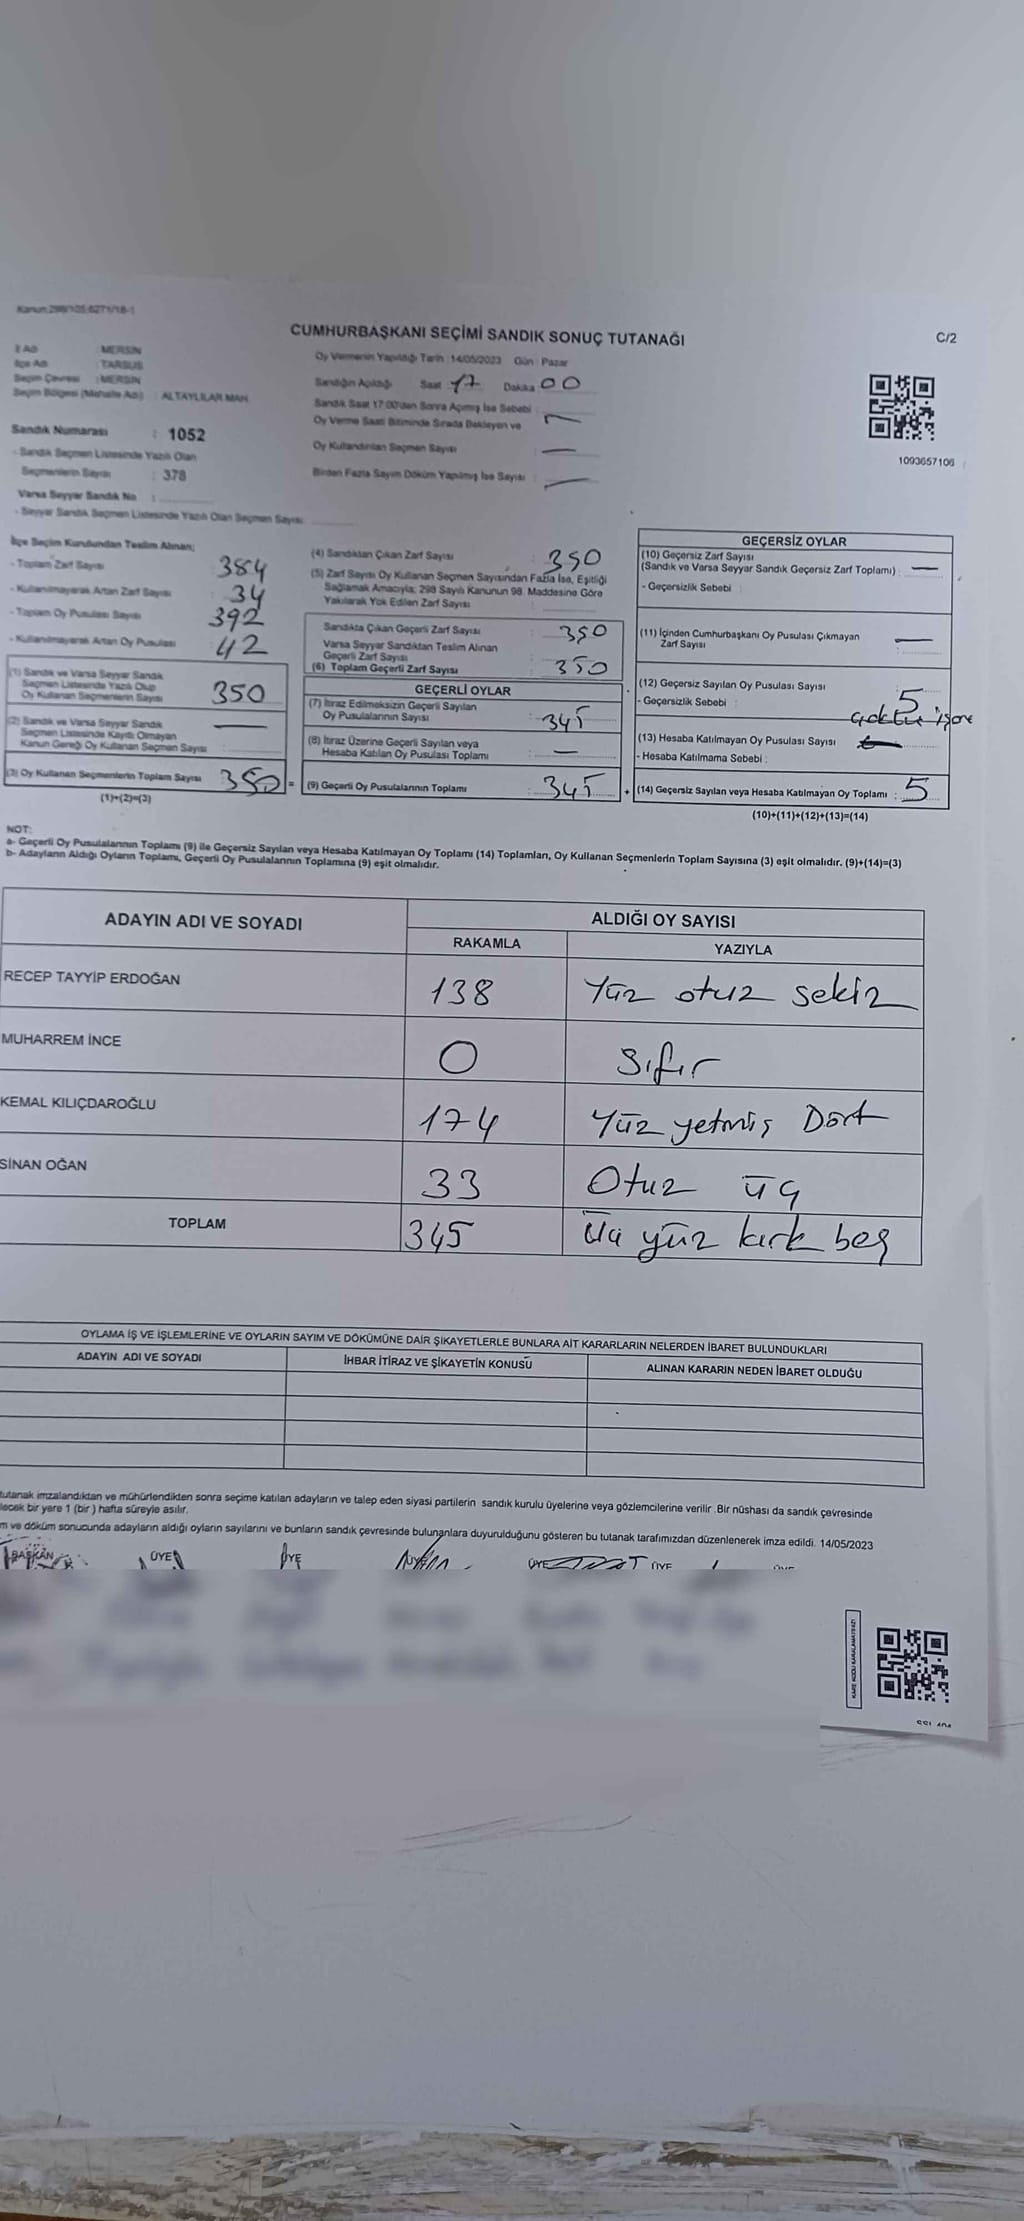 Kanun:298/105;6271/18-1
CUMHURBAŞKANI SEÇİMİ SANDIK SONUÇ TUTANAĞI
C/2
İl Adı : MERSİN
İlçe Adı : TARSUS
Seçim Çevresi : MERSİN
Seçim Bölgesi (Mahalle Adı) : ALTAYLILAR MAH.
Sandık Numarası : 1052
- Sandık Seçmen Listesinde Yazılı Olan
Seçmenlerin Sayısı : 378
Varsa Seyyar Sandık No :
- Seyyar Sandık Seçmen Listesinde Yazılı Olan Seçmen Sayısı:
Oy Vermenin Yapıldığı Tarih : 14/05/2023 Gün : Pazar
Sandığın Açıldığı Saat 17 Dakika 00
Sandık Saat 17:00'dan Sonra Açımış İse Sebebi :
Oy Verme Saati Bitiminde Sırada Bekleyen ve
Oy Kullandırılan Seçmen Sayısı : —
Birden Fazla Sayım Döküm Yapılmış İse Sayısı : —
1093657106
İlçe Seçim Kurulundan Teslim Alınan;
- Toplam Zarf Sayısı : 384
- Kullanılmayarak Artan Zarf Sayısı : 34
- Toplam Oy Pusulası Sayısı : 392
- Kullanılmayarak Artan Oy Pusulası : 42
(1) Sandık ve Varsa Seyyar Sandık
Seçmen Listesinde Yazılı Olup
Oy Kullanan Seçmenlerin Sayısı : 350
(2) Sandık ve Varsa Seyyar Sandık
Seçmen Listesinde Kayıtlı Olmayan
Kanun Gereği Oy Kullanan Seçmen Sayısı : —
(3) Oy Kullanan Seçmenlerin Toplam Sayısı : 350
(1)+(2)=(3)
(4) Sandıktan Çıkan Zarf Sayısı : 350
(5) Zarf Sayısı Oy Kullanan Seçmen Sayısından Fazla İse, Eşitliği
Sağlamak Amacıyla; 298 Sayılı Kanunun 98. Maddesine Göre
Yakılarak Yok Edilen Zarf Sayısı :
Sandıkta Çıkan Geçerli Zarf Sayısı : 350
Varsa Seyyar Sandıktan Teslim Alınan
Geçerli Zarf Sayısı :
(6) Toplam Geçerli Zarf Sayısı : 350
GEÇERLİ OYLAR
(7) İtiraz Edilmeksizin Geçerli Sayılan
Oy Pusulalarının Sayısı : 345
(8) İtiraz Üzerine Geçerli Sayılan veya
Hesaba Katılan Oy Pusulası Toplamı : —
= (9) Geçerli Oy Pusulalarının Toplamı : 345
GEÇERSİZ OYLAR
(10) Geçersiz Zarf Sayısı
(Sandık ve Varsa Seyyar Sandık Geçersiz Zarf Toplamı) : —
- Geçersizlik Sebebi :
(11) İçinden Cumhurbaşkanı Oy Pusulası Çıkmayan
Zarf Sayısı : —
(12) Geçersiz Sayılan Oy Pusulası Sayısı : 5
- Geçersizlik Sebebi :
(13) Hesaba Katılmayan Oy Pusulası Sayısı :
- Hesaba Katılmama Sebebi :
+ (14) Geçersiz Sayılan veya Hesaba Katılmayan Oy Toplamı : 5
(10)+(11)+(12)+(13)=(14)
NOT:
a- Geçerli Oy Pusulalarının Toplamı (9) ile Geçersiz Sayılan veya Hesaba Katılmayan Oy Toplamı (14) Toplamları, Oy Kullanan Seçmenlerin Toplam Sayısına (3) eşit olmalıdır. (9)+(14)=(3)
b- Adayların Aldığı Oyların Toplamı, Geçerli Oy Pusulalarının Toplamına (9) eşit olmalıdır.
ADAYIN ADI VE SOYADI
ALDIĞI OY SAYISI
RAKAMLA YAZIYLA
RECEP TAYYİP ERDOĞAN 138 Yüz otuz sekiz
MUHARREM İNCE 0 Sıfır
KEMAL KILIÇDAROĞLU 174 Yüz yetmiş Dört
SİNAN OĞAN 33 Otuz üç
TOPLAM 345 Üç yüz kırk beş
OYLAMA İŞ VE İŞLEMLERİNE VE OYLARIN SAYIM VE DÖKÜMÜNE DAİR ŞİKAYETLERLE BUNLARA AİT KARARLARIN NELERDEN İBARET BULUNDUKLARI
ADAYIN ADI VE SOYADI İHBAR İTİRAZ VE ŞİKAYETİN KONUSU ALINAN KARARIN NEDEN İBARET OLDUĞU
tutanak imzalandıktan ve mühürlendikten sonra seçime katılan adayların ve talep eden siyasi partilerin sandık kurulu üyelerine veya gözlemcilerine verilir. Bir nüshası da sandık çevresinde
lecek bir yere 1 (bir ) hafta süreyle asılır.
m ve döküm sonucunda adayların aldığı oyların sayılarını ve bunların sandık çevresinde bulunanlara duyurulduğunu gösteren bu tutanak tarafımızdan düzenlenerek imza edildi. 14/05/2023
BAŞKAN ÜYE ÜYE ÜYE ÜYE
KARE KODU KARALAMAYINIZ!